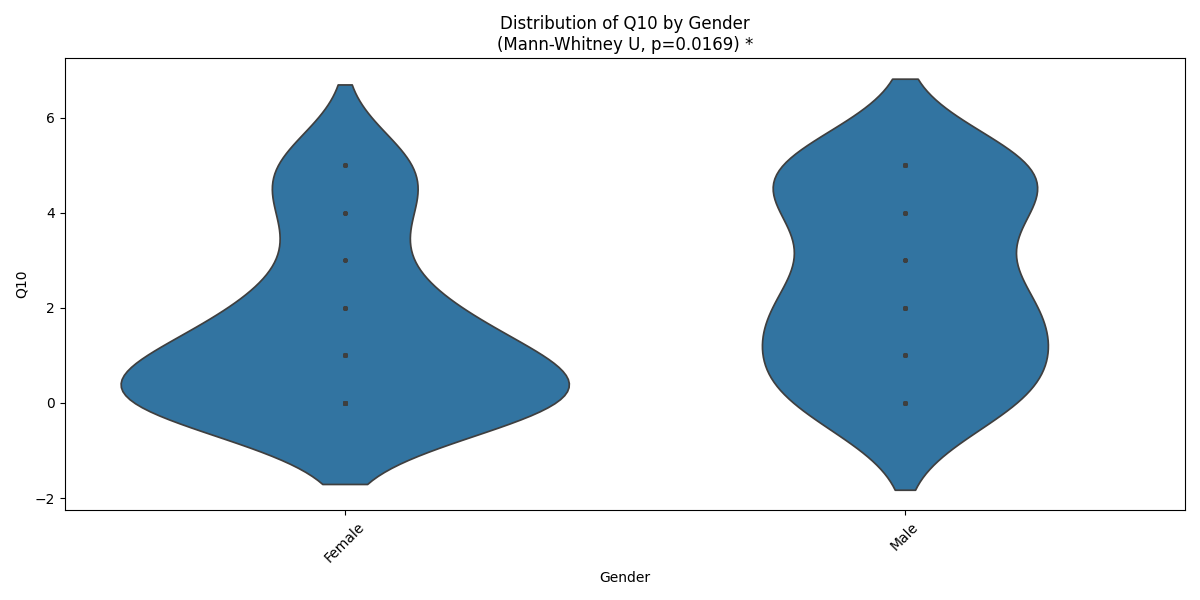 Distribution of Q10 by Gender
(Mann-Whitney U, p=0.0169) *
6
4
2
0
−2
Q10
Female
Male
Gender